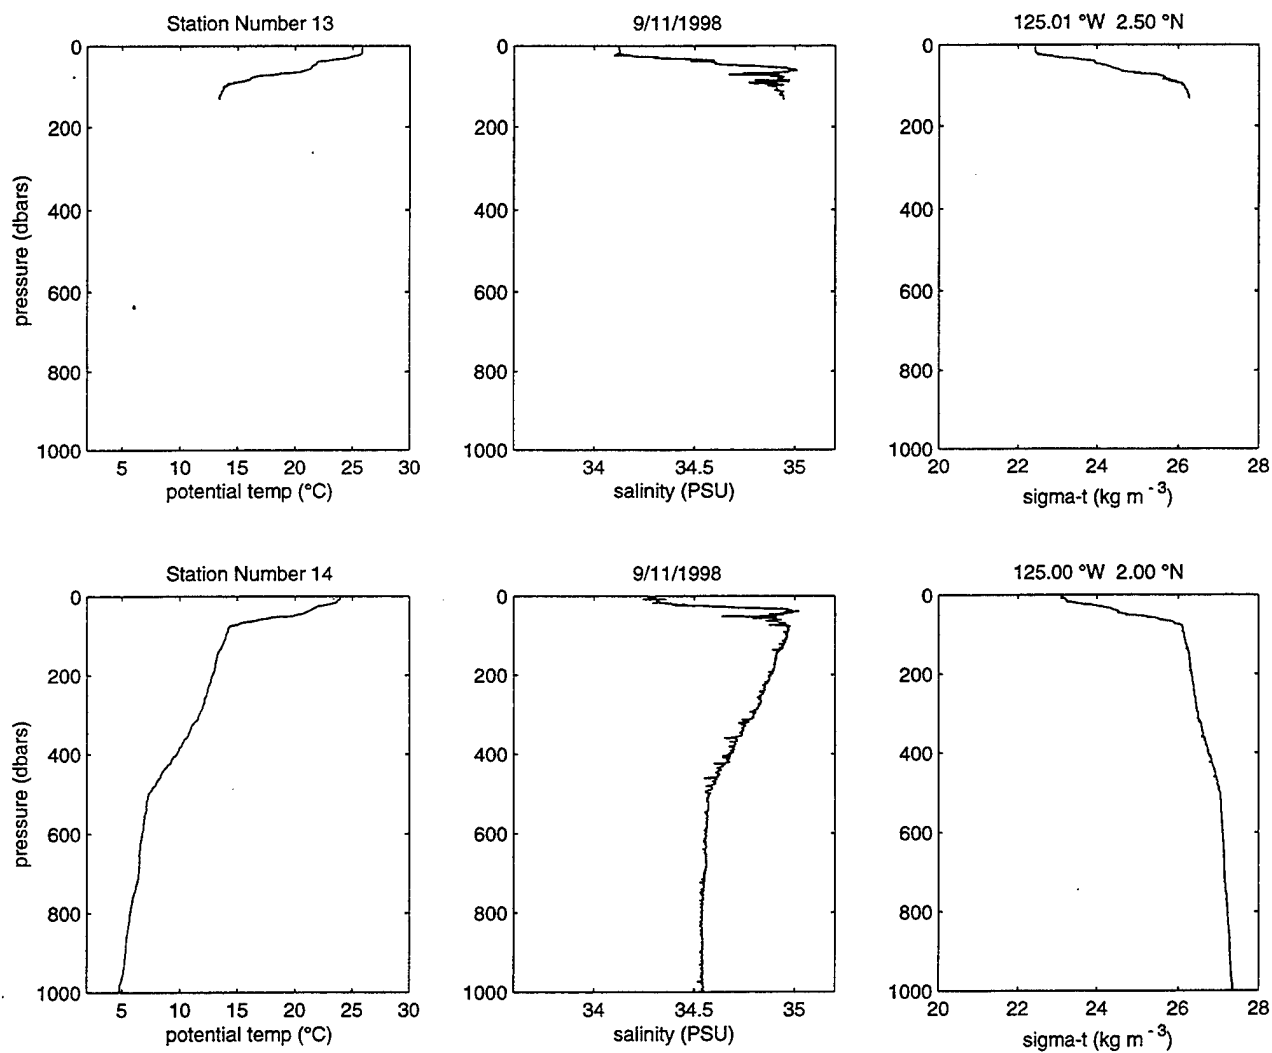 Station Number 13
9/11/1998
125.01 °W 2.50 °N
0
200
400
600
800
1000
pressure (dbars)
5 10 15 20 25 30
potential temp (°C)
0
200
400
600
800
1000
34 34.5 35
salinity (PSU)
0
200
400
600
800
1000
20 22 24 26 28
sigma-t (kg m⁻³)
Station Number 14
9/11/1998
125.00 °W 2.00 °N
0
200
400
600
800
1000
pressure (dbars)
5 10 15 20 25 30
potential temp (°C)
0
200
400
600
800
1000
34 34.5 35
salinity (PSU)
0
200
400
600
800
1000
20 22 24 26 28
sigma-t (kg m⁻³)